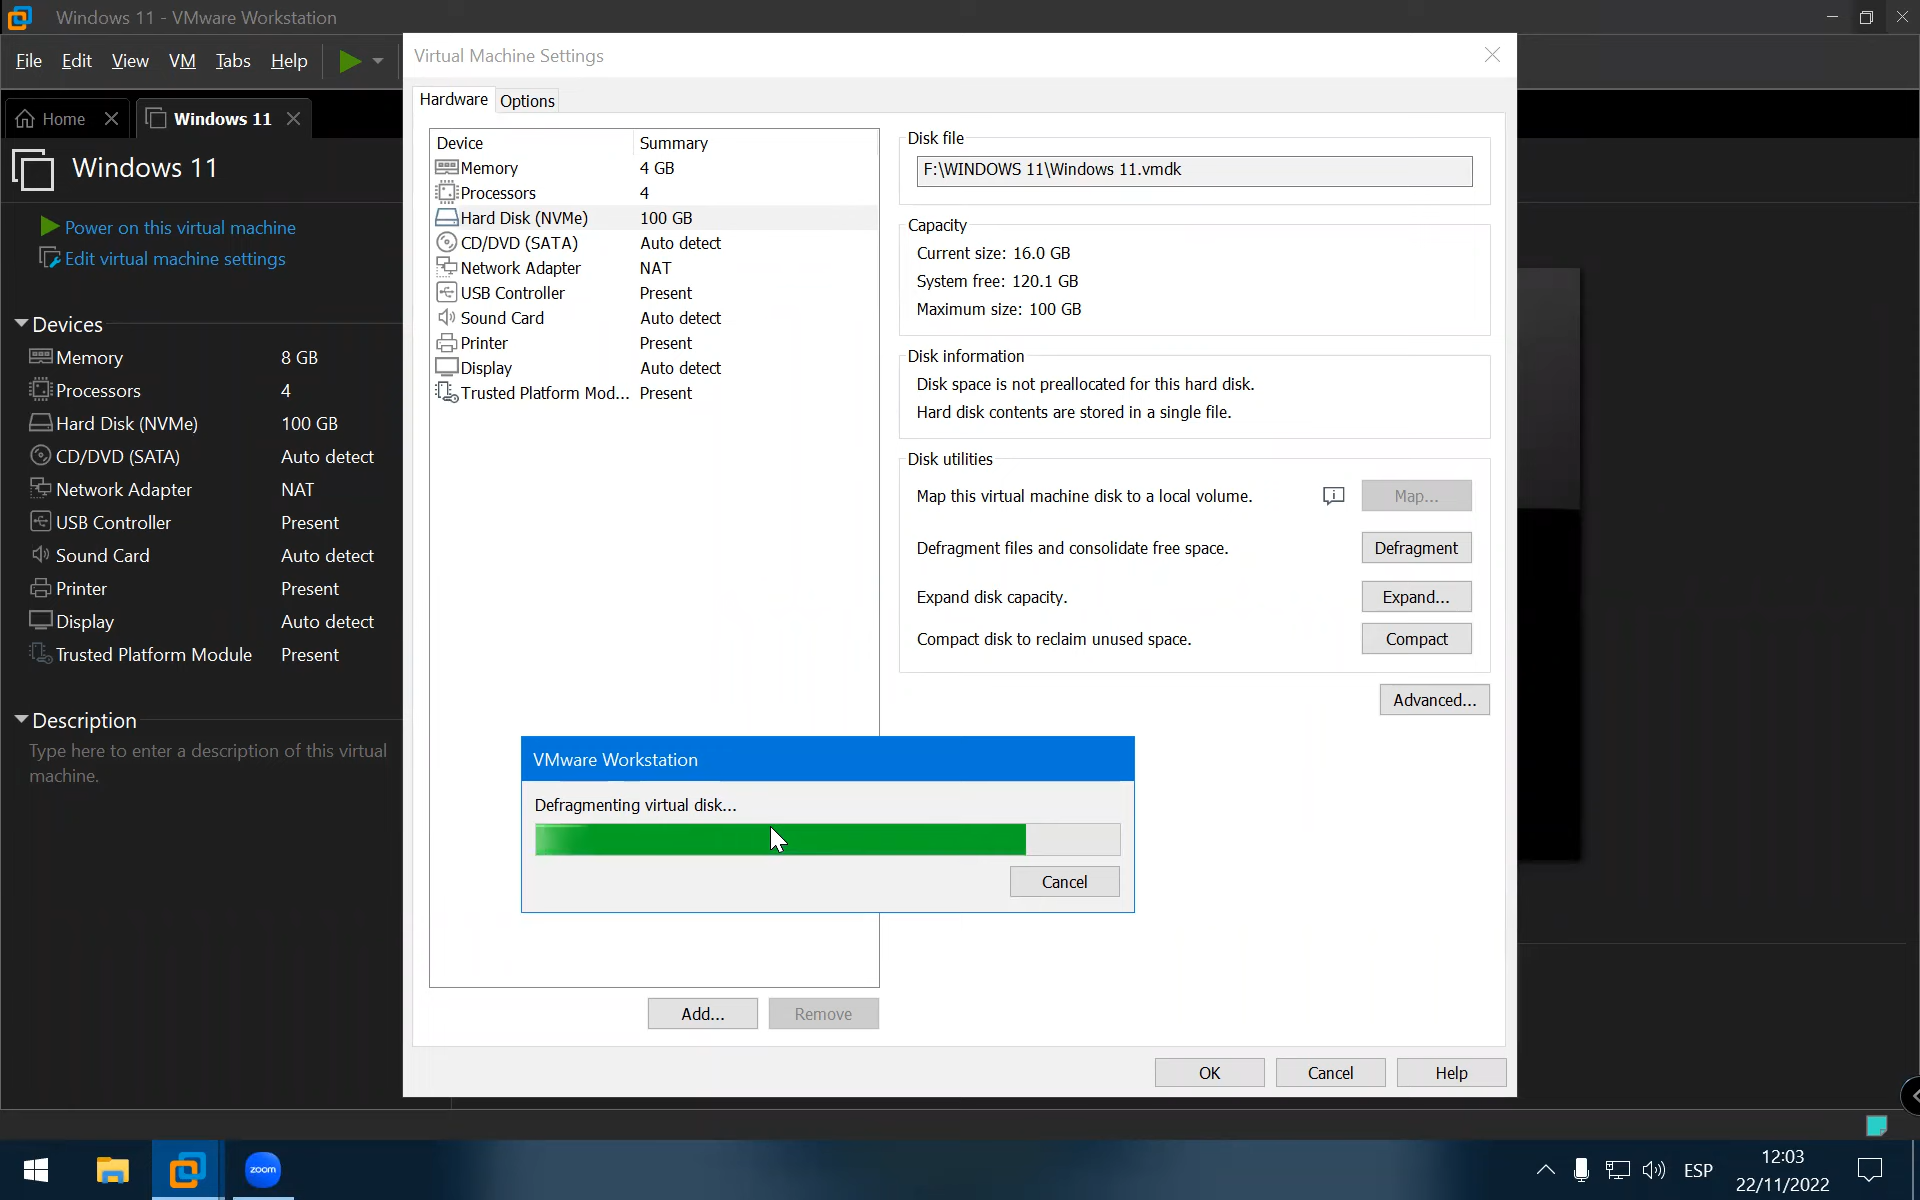 Windows 11 - VMware Workstation
File Edit View VM Tabs Help
Home Windows 11
Windows 11
Power on this virtual machine
Edit virtual machine settings
Devices
Memory 8 GB
Processors 4
Hard Disk (NVMe) 100 GB
CD/DVD (SATA) Auto detect
Network Adapter NAT
USB Controller Present
Sound Card Auto detect
Printer Present
Display Auto detect
Trusted Platform Module Present
Description
Type here to enter a description of this virtual
machine.
Virtual Machine Settings
Hardware Options
Device Summary
Memory 4 GB
Processors 4
Hard Disk (NVMe) 100 GB
CD/DVD (SATA) Auto detect
Network Adapter NAT
USB Controller Present
Sound Card Auto detect
Printer Present
Display Auto detect
Trusted Platform Mod... Present
Disk file
F:\WINDOWS 11\Windows 11.vmdk
Capacity
Current size: 16.0 GB
System free: 120.1 GB
Maximum size: 100 GB
Disk information
Disk space is not preallocated for this hard disk.
Hard disk contents are stored in a single file.
Disk utilities
Map this virtual machine disk to a local volume. Map...
Defragment files and consolidate free space. Defragment
Expand disk capacity. Expand...
Compact disk to reclaim unused space. Compact
Advanced...
VMware Workstation
Defragmenting virtual disk...
Cancel
Add... Remove
OK Cancel Help
zoom
ESP
12:03
22/11/2022